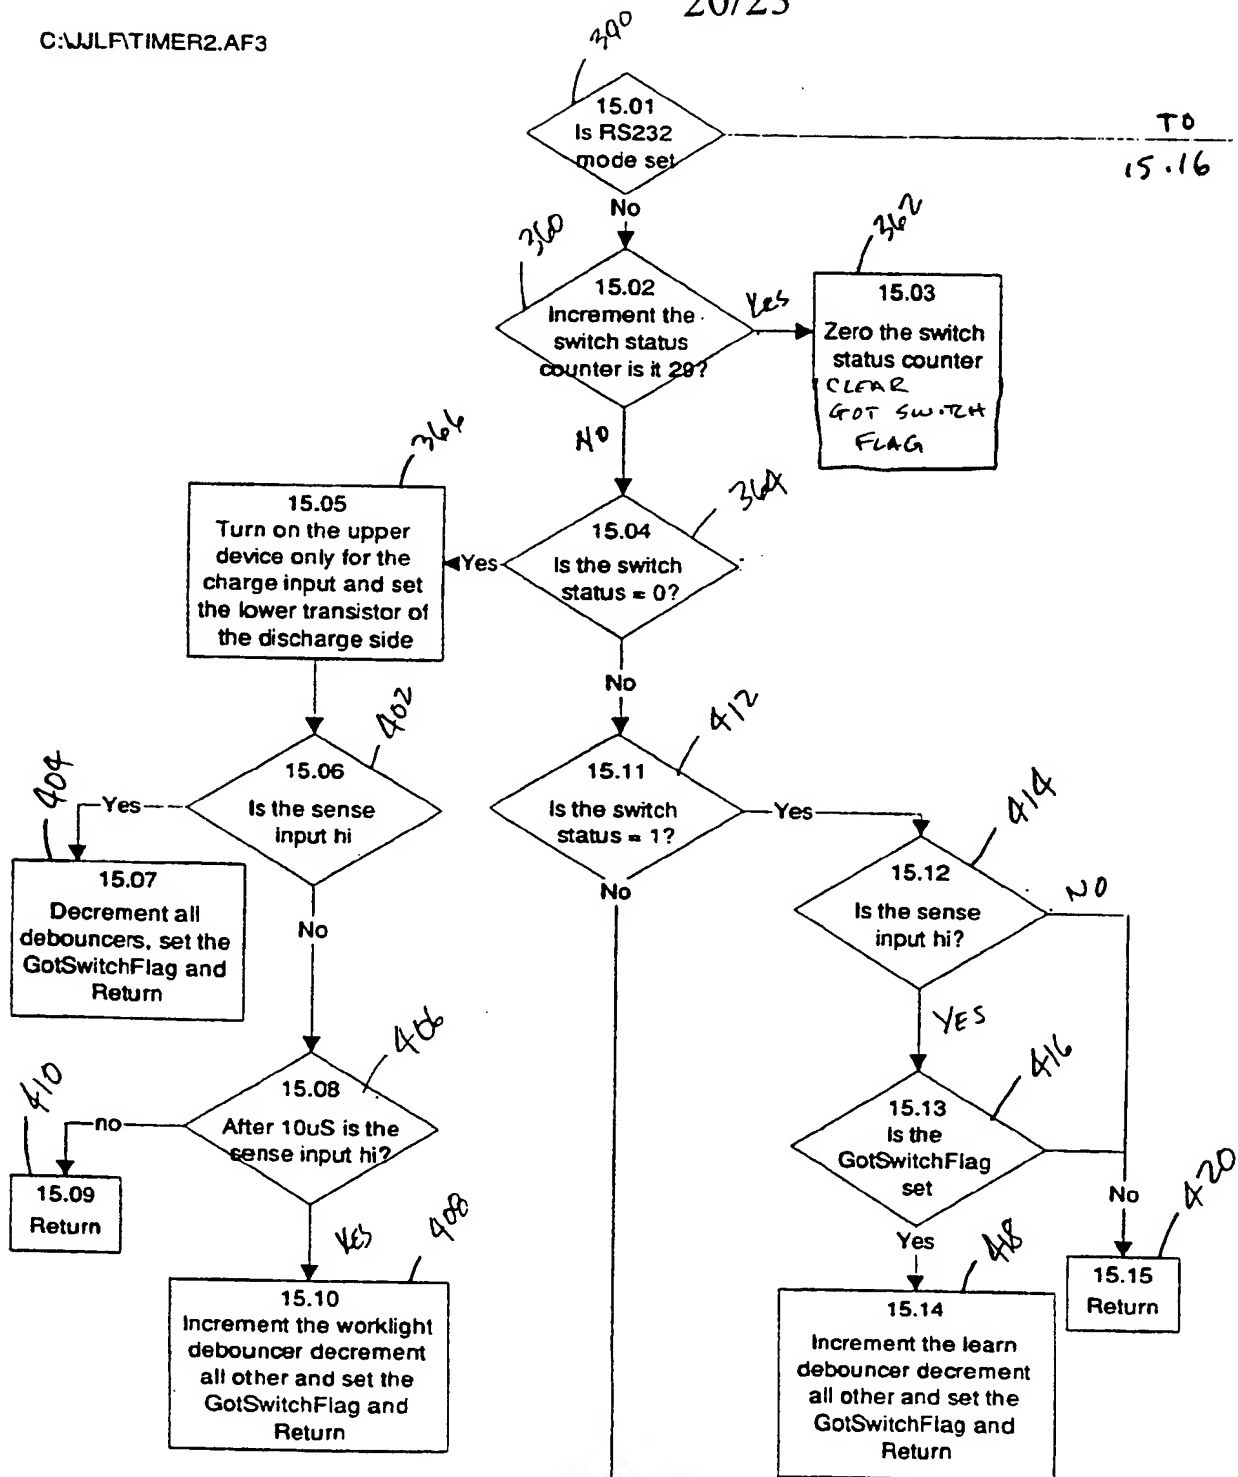 20/25
C:\JJLF\TIMER2.AF3
390
15.01
Is RS232
mode set
TO
15.16
No
360
362
15.02
Increment the
switch status
counter is it 29?
Yes
15.03
Zero the switch
status counter
CLEAR
GOT SWITCH
FLAG
NO
366
364
15.05
Turn on the upper
device only for the
charge input and set
the lower transistor of
the discharge side
Yes
15.04
Is the switch
status = 0?
No
402
412
404
15.06
Is the sense
input hi
Yes
15.11
Is the switch
status = 1?
Yes
414
15.07
Decrement all
debouncers, set the
GotSwitchFlag and
Return
No
No
15.12
Is the sense
input hi?
NO
YES
406
416
410
15.08
After 10uS is the
sense input hi?
no
15.13
Is the
GotSwitchFlag
set
15.09
Return
YES
408
Yes
418
No
420
15.10
Increment the worklight
debouncer decrement
all other and set the
GotSwitchFlag and
Return
15.14
Increment the learn
debouncer decrement
all other and set the
GotSwitchFlag and
Return
15.15
Return